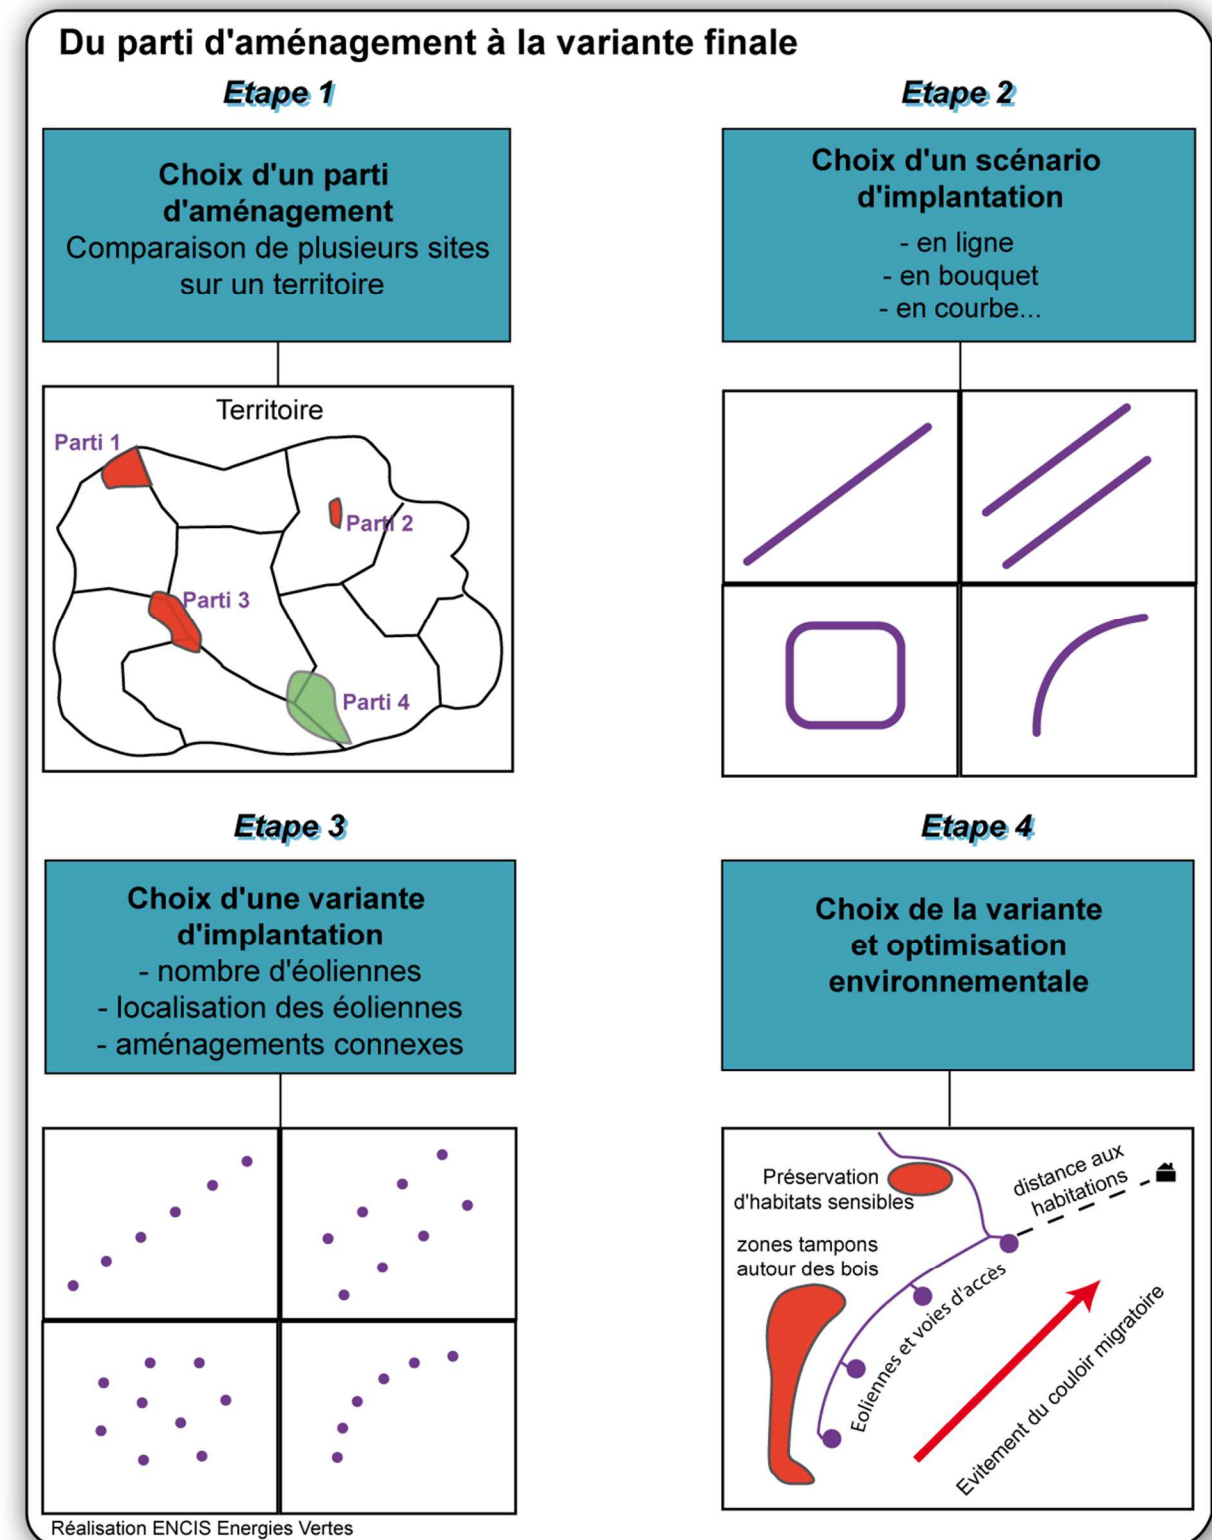 Du parti d'aménagement à la variante finale
Etape 1
Choix d'un parti
d'aménagement
Comparaison de plusieurs sites
sur un territoire
Territoire
Parti 1
Parti 2
Parti 3
Parti 4
Etape 2
Choix d'un scénario
d'implantation
- en ligne
- en bouquet
- en courbe...
Etape 3
Choix d'une variante
d'implantation
- nombre d'éoliennes
- localisation des éoliennes
- aménagements connexes
Etape 4
Choix de la variante
et optimisation
environnementale
Préservation
d'habitats sensibles
distance aux
habitations
zones tampons
autour des bois
Eoliennes et voies d'accès
Evitement du couloir migratoire
Réalisation ENCIS Energies Vertes